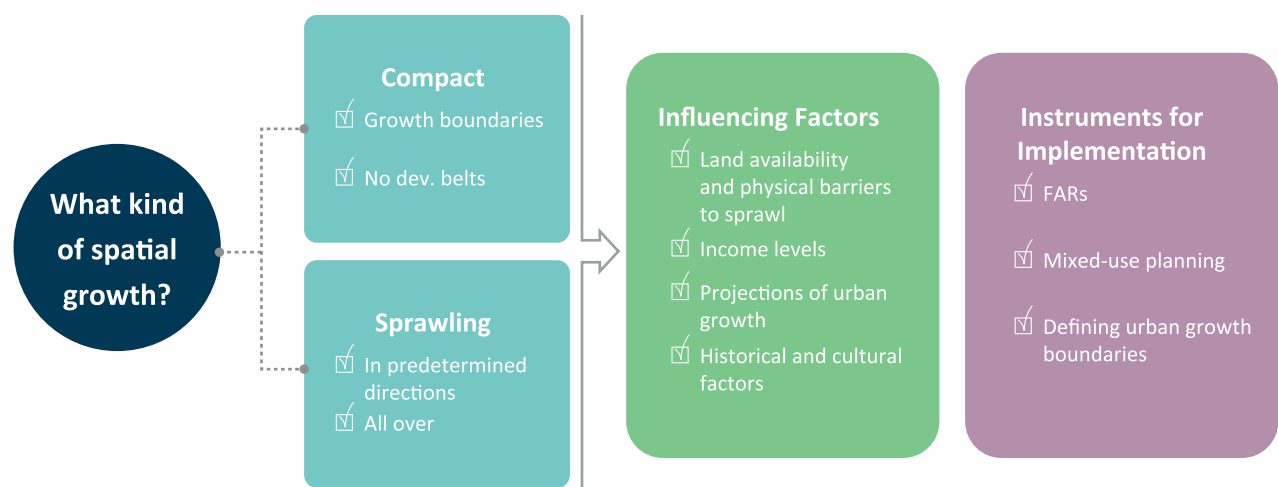 What kind
of spatial
growth?
Compact
Growth boundaries
No dev. belts
Sprawling
In predetermined
directions
All over
Influencing Factors
Land availability
and physical barriers
to sprawl
Income levels
Projections of urban
growth
Historical and cultural
factors
Instruments for
Implementation
FARs
Mixed-use planning
Defining urban growth
boundaries